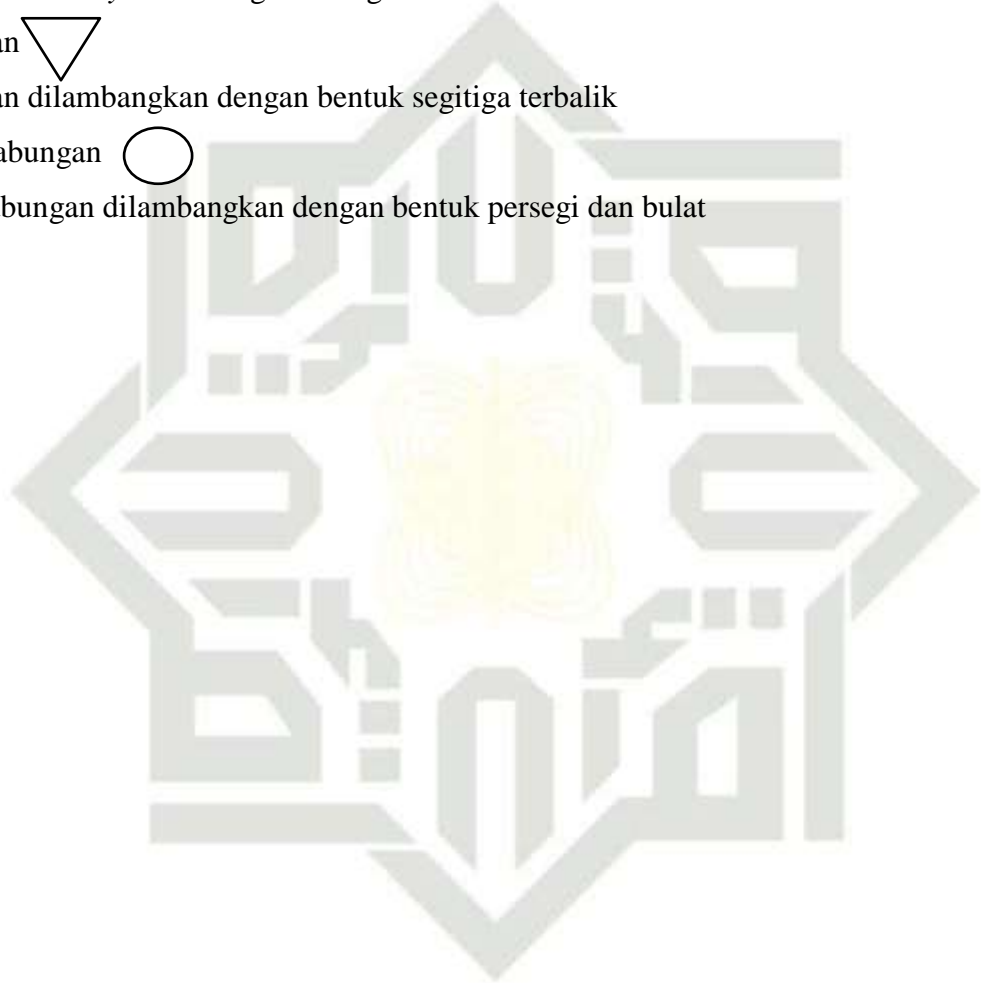 an
an dilambangkan dengan bentuk segitiga terbalik
abungan
bungan dilambangkan dengan bentuk persegi dan bulat